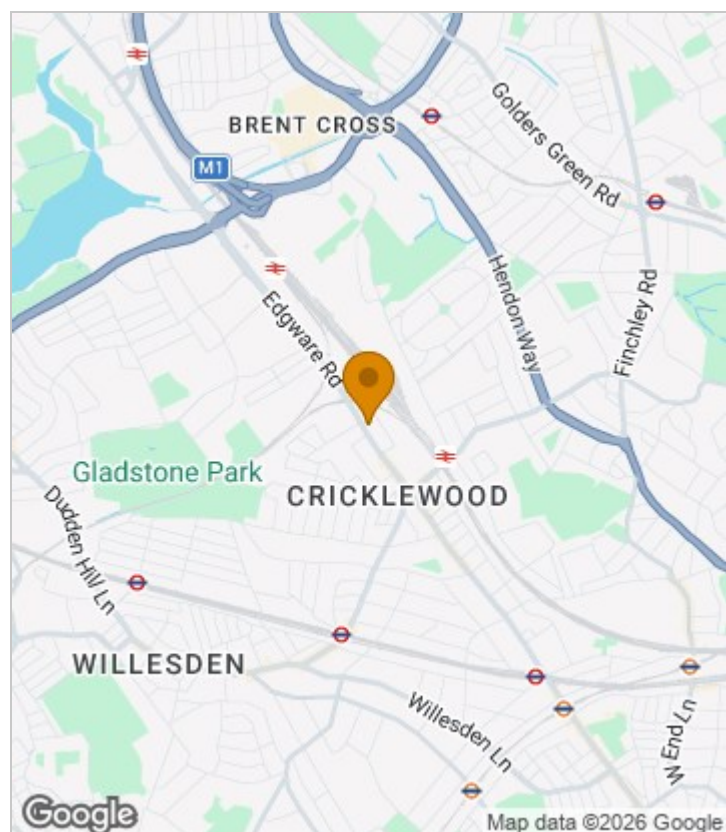 BRENT CROSS
Golders Green Rd
M1
Hendon Way
Finchley Rd
Edgware Rd
Gladstone Park
CRICKLEWOOD
Dudden Hill Ln
WILLESDEN
Willesden Ln
W End Ln
Google
Map data ©2026 Google